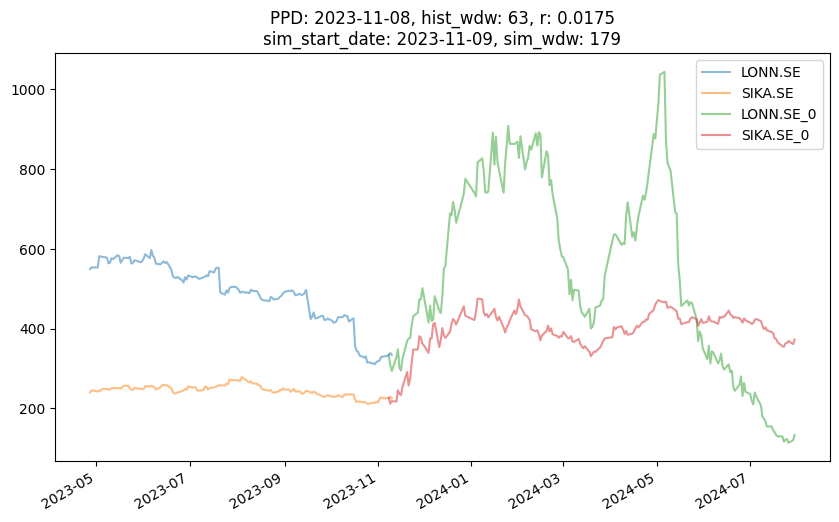 PPD: 2023-11-08, hist_wdw: 63, r: 0.0175
sim_start_date: 2023-11-09, sim_wdw: 179
LONN.SE
SIKA.SE
LONN.SE_0
SIKA.SE_0
1000
800
600
400
200
2023-05
2023-07
2023-09
2023-11
2024-01
2024-03
2024-05
2024-07